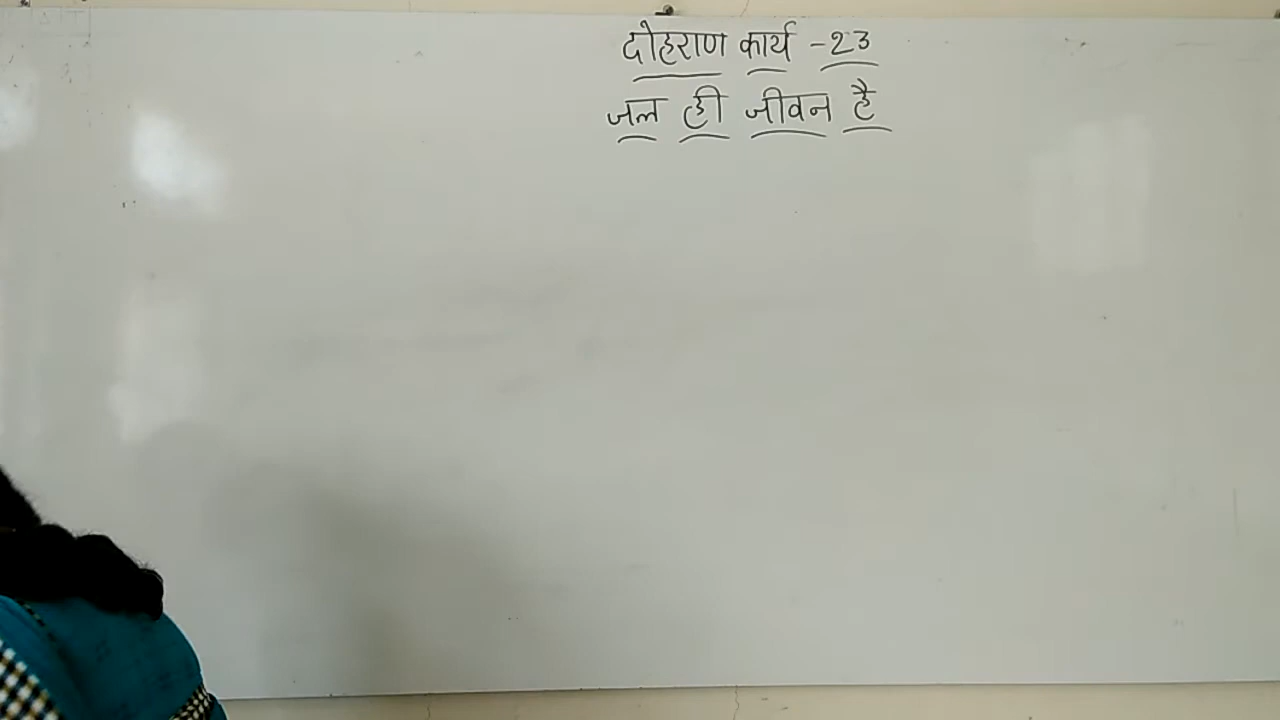 दोहराण कार्य -23
जल ही जीवन है